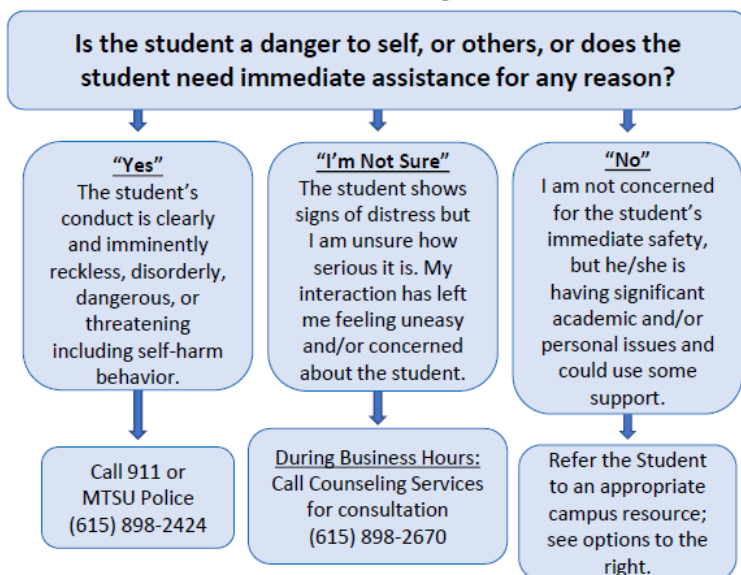 Is the student a danger to self, or others, or does the
student need immediate assistance for any reason?
“Yes”
The student’s
conduct is clearly
and imminently
reckless, disorderly,
dangerous, or
threatening
including self-harm
behavior.
“I’m Not Sure”
The student shows
signs of distress but
I am unsure how
serious it is. My
interaction has left
me feeling uneasy
and/or concerned
about the student.
“No”
I am not concerned
for the student’s
immediate safety,
but he/she is
having significant
academic and/or
personal issues and
could use some
support.
Call 911 or
MTSU Police
(615) 898-2424
During Business Hours:
Call Counseling Services
for consultation
(615) 898-2670
Refer the Student
to an appropriate
campus resource;
see options to the
right.